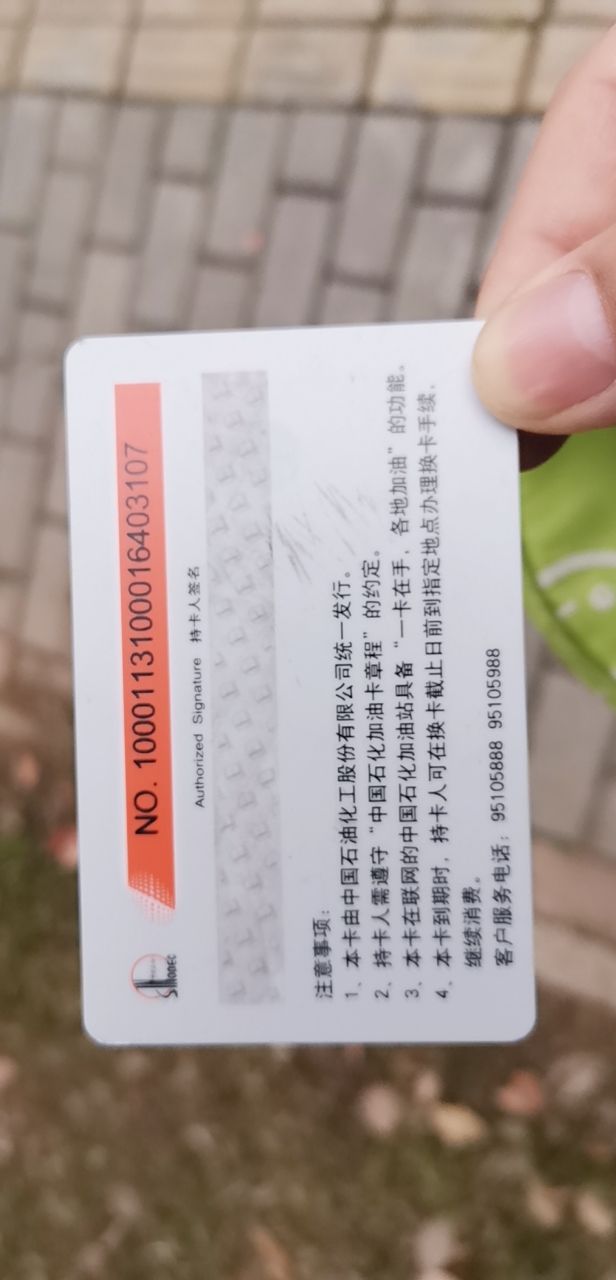 SINOPEC
NO. 1000113100016403107
Authorized Signature 持卡人签名
注意事项：
1、本卡由中国石油化工股份有限公司统一发行。
2、持卡人需遵守“中国石化加油卡章程”的约定。
3、本卡在联网的中国石化加油站具备“一卡在手，各地加油”的功能。
4、本卡到期时，持卡人可在换卡截止日前到指定地点办理换卡手续，
继续消费。
客户服务电话：95105888 95105988